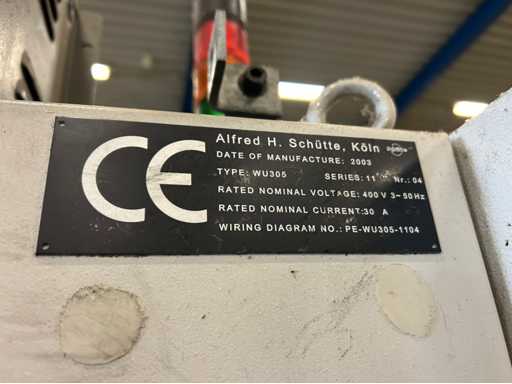 CE
Alfred H. Schütte, Köln
DATE OF MANUFACTURE: 2003
TYPE: WU305 SERIES: 11 Nr.: 04
RATED NOMINAL VOLTAGE: 400 V 3~50 Hz
RATED NOMINAL CURRENT: 30 A
WIRING DIAGRAM NO.: PE-WU305-1104